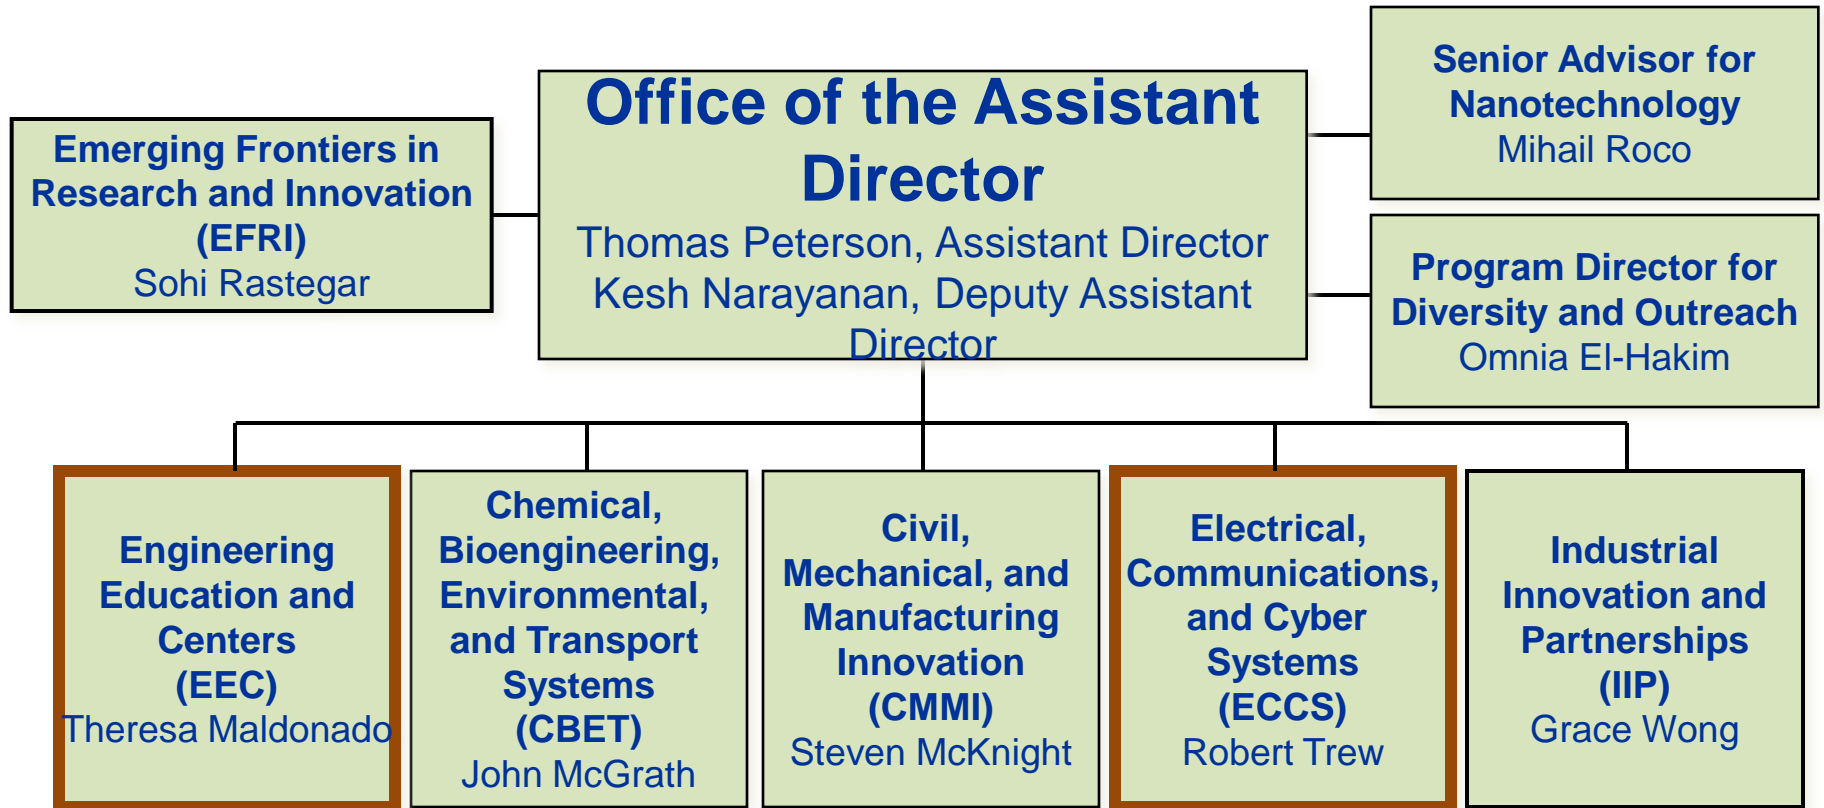 Senior Advisor for
Nanotechnology
Mihail Roco
Office of the Assistant
Director
Thomas Peterson, Assistant Director
Kesh Narayanan, Deputy Assistant
Director
Emerging Frontiers in
Research and Innovation
(EFRI)
Sohi Rastegar
Program Director for
Diversity and Outreach
Omnia El-Hakim
Engineering
Education and
Centers
(EEC)
Theresa Maldonado
Chemical,
Bioengineering,
Environmental,
and Transport
Systems
(CBET)
John McGrath
Civil,
Mechanical, and
Manufacturing
Innovation
(CMMI)
Steven McKnight
Electrical,
Communications,
and Cyber
Systems
(ECCS)
Robert Trew
Industrial
Innovation and
Partnerships
(IIP)
Grace Wong